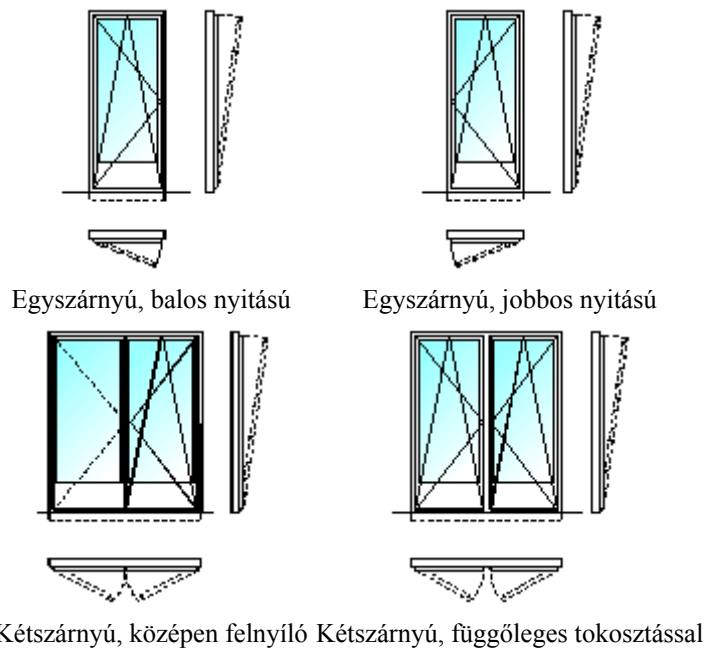 Egyszárnyú, balos nyitású
Egyszárnyú, jobbos nyitású
Kétszárnyú, középen felnyíló
Kétszárnyú, függőleges tokosztással